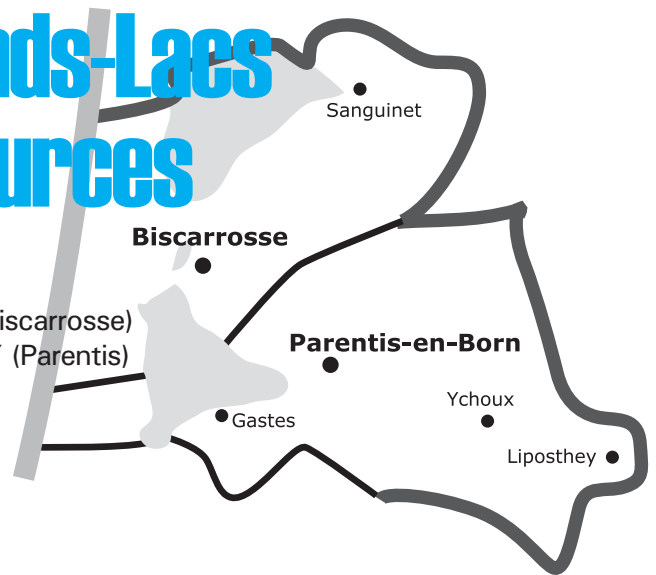 nds-Lacs
urces
Sanguinet
Biscarrosse
iscarrosse)
(Parentis)
Parentis-en-Born
Ychoux
Gastes
Liposthey